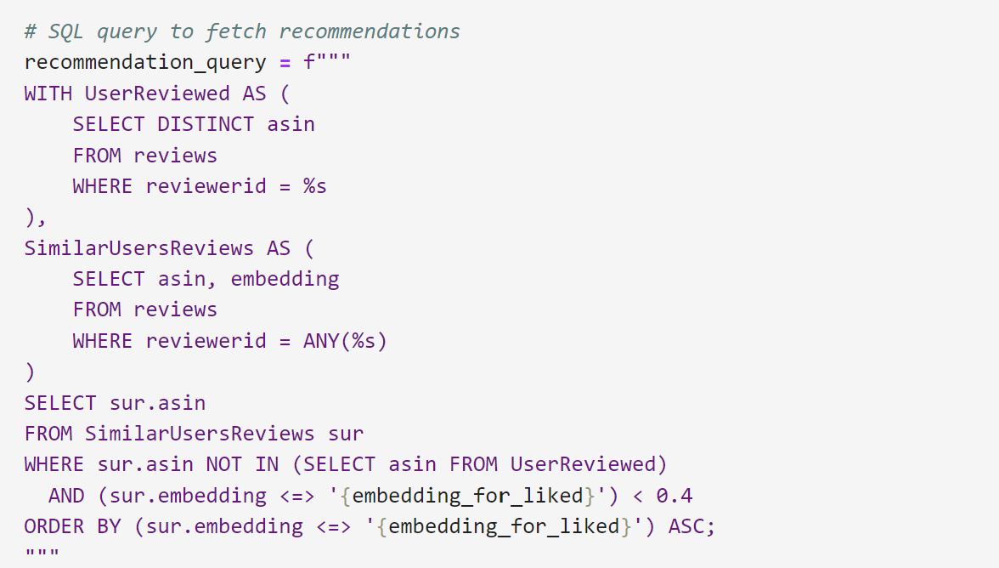 # SQL query to fetch recommendations
recommendation_query = f"""
WITH UserReviewed AS (
    SELECT DISTINCT asin
    FROM reviews
    WHERE reviewerid = %s
),
SimilarUsersReviews AS (
    SELECT asin, embedding
    FROM reviews
    WHERE reviewerid = ANY(%s)
)
SELECT sur.asin
FROM SimilarUsersReviews sur
WHERE sur.asin NOT IN (SELECT asin FROM UserReviewed)
  AND (sur.embedding <=> '{embedding_for_liked}') < 0.4
ORDER BY (sur.embedding <=> '{embedding_for_liked}') ASC;
"""